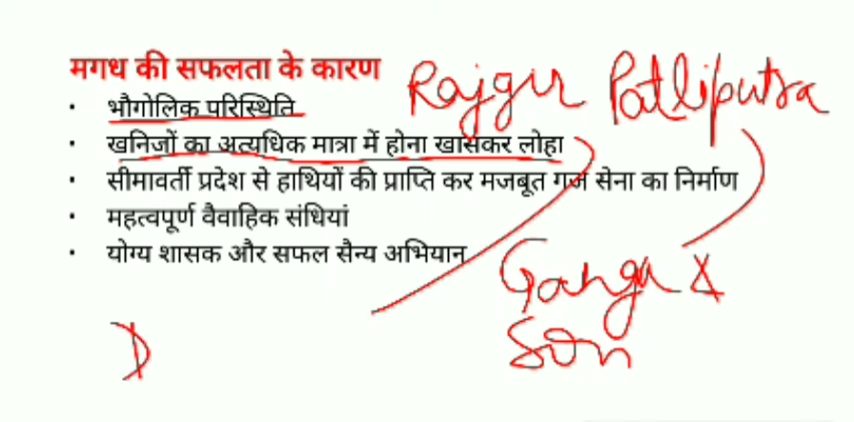 मगध की सफलता के कारण
Rajgir Patliputra
• भौगोलिक परिस्थिति
• खनिजों का अत्यधिक मात्रा में होना खासकर लोहा
• सीमावर्ती प्रदेश से हाथियों की प्राप्ति कर मजबूत गज सेना का निर्माण
• महत्वपूर्ण वैवाहिक संधियां
• योग्य शासक और सफल सैन्य अभियान
Ganga &
Son